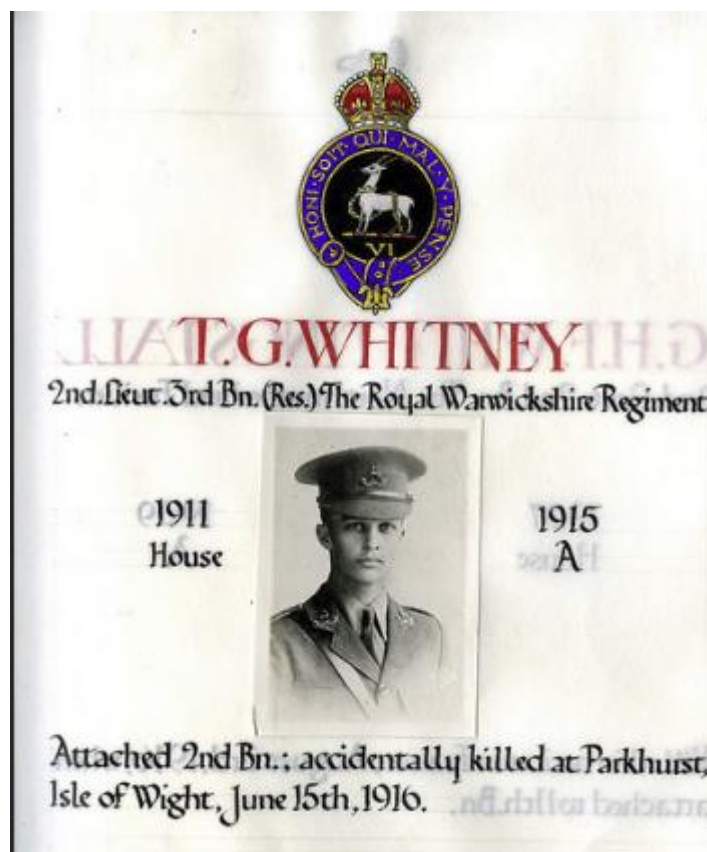 HONI · SOIT · QUI · MAL · Y · PENSE
VI
T.G.WHITNEY
2nd.Lieut.3rd Bn.(Res.) The Royal Warwickshire Regiment
1911
House
1915
A
Attached 2nd Bn.; accidentally killed at Parkhurst,
Isle of Wight, June 15th, 1916.